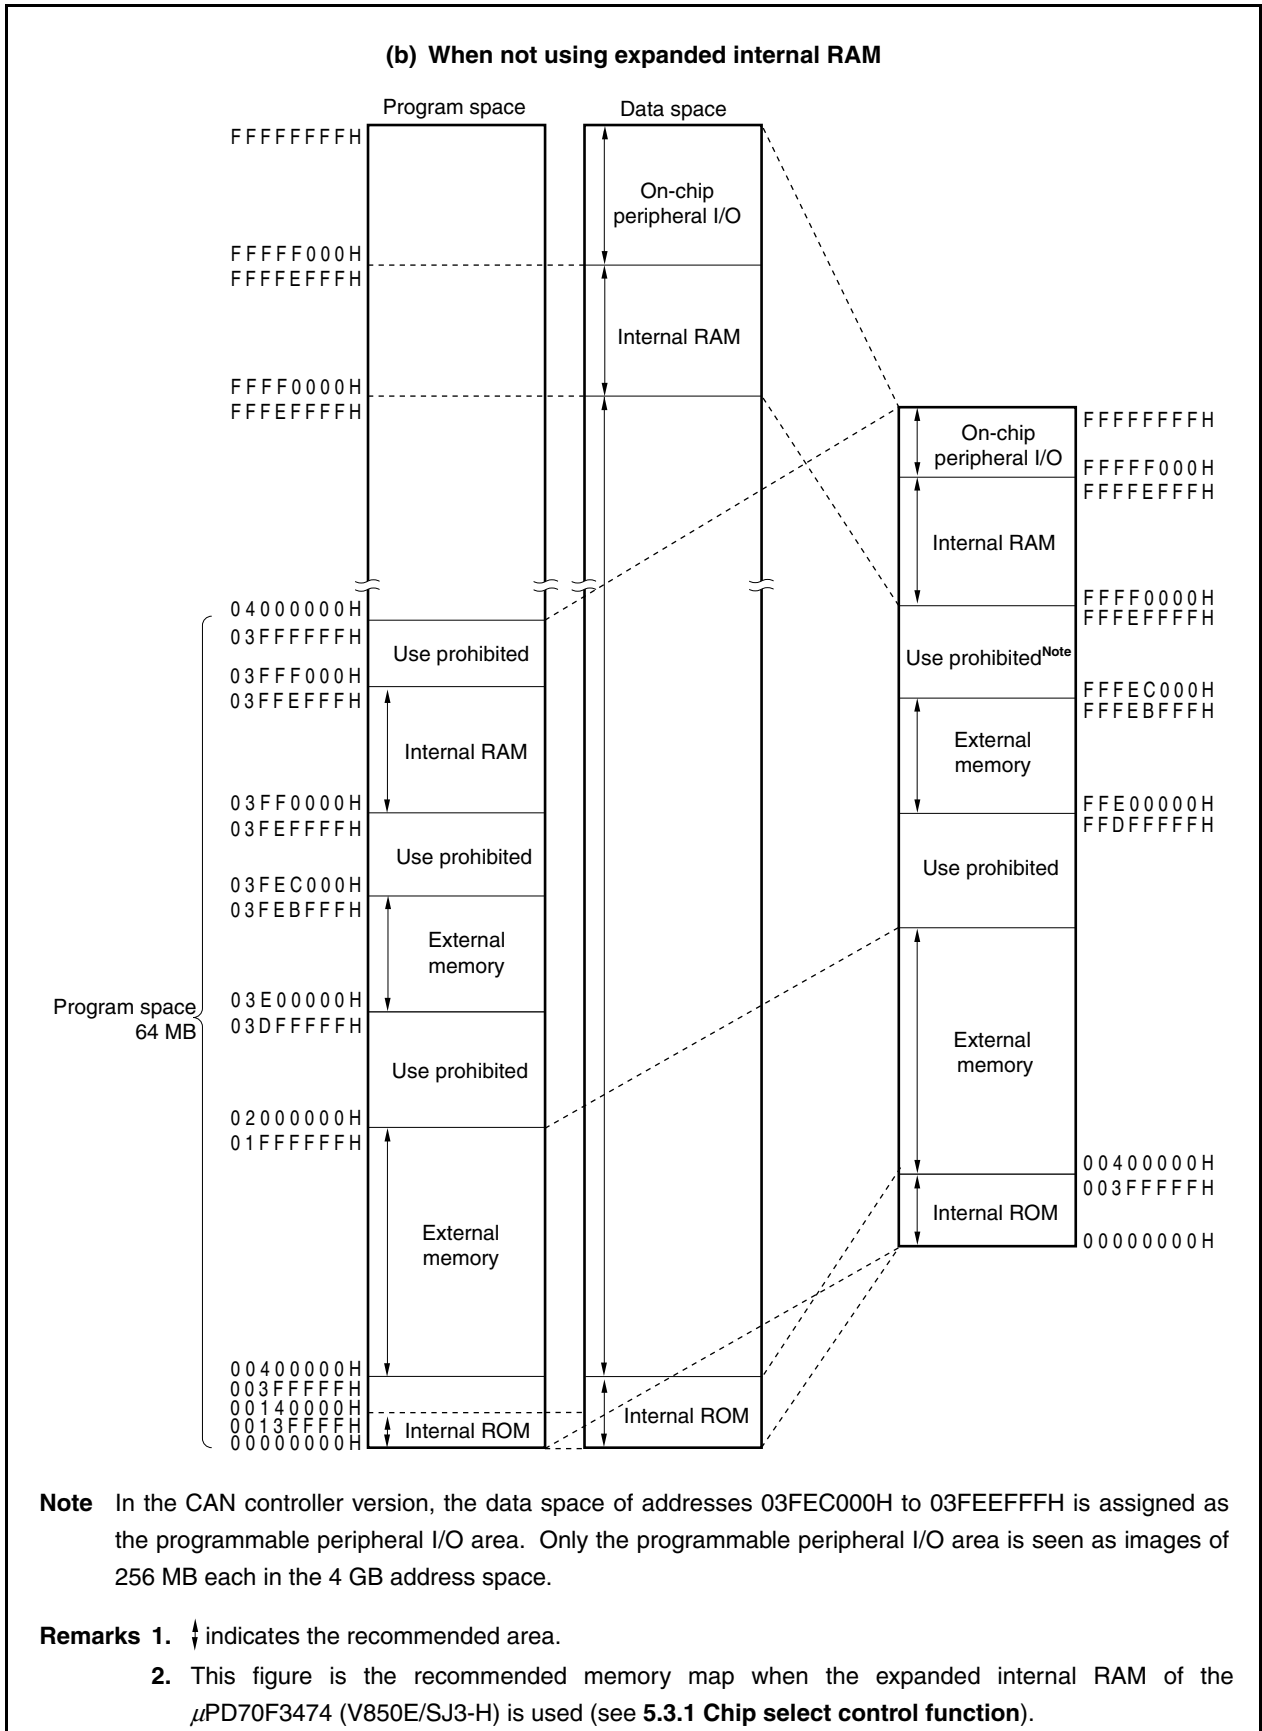 (b) When not using expanded internal RAM
Program space
Data space
FFFFFFFFH
On-chip
peripheral I/O
FFFFF000H
FFFFEFFFH
Internal RAM
FFFF0000H
FFFEFFFFH
On-chip
peripheral I/O
FFFFFFFFH
FFFFF000H
FFFFEFFFH
Internal RAM
FFFF0000H
FFFEFFFFH
Use prohibitedNote
FFFEC000H
FFFEBFFFH
External
memory
FFE00000H
FFDFFFFFH
Use prohibited
External
memory
00400000H
003FFFFFH
Internal ROM
00000000H
04000000H
03FFFFFFH
Use prohibited
03FFF000H
03FFEFFFH
Internal RAM
03FF0000H
03FEFFFFH
Use prohibited
03FEC000H
03FEBFFFH
External
memory
Program space
64 MB
03E00000H
03DFFFFFH
Use prohibited
02000000H
01FFFFFFH
External
memory
00400000H
003FFFFFH
00140000H
0013FFFFH
00000000H
Internal ROM
Internal ROM
Note In the CAN controller version, the data space of addresses 03FEC000H to 03FEEFFFH is assigned as
the programmable peripheral I/O area. Only the programmable peripheral I/O area is seen as images of
256 MB each in the 4 GB address space.
Remarks 1. indicates the recommended area.
2. This figure is the recommended memory map when the expanded internal RAM of the
μPD70F3474 (V850E/SJ3-H) is used (see 5.3.1 Chip select control function).